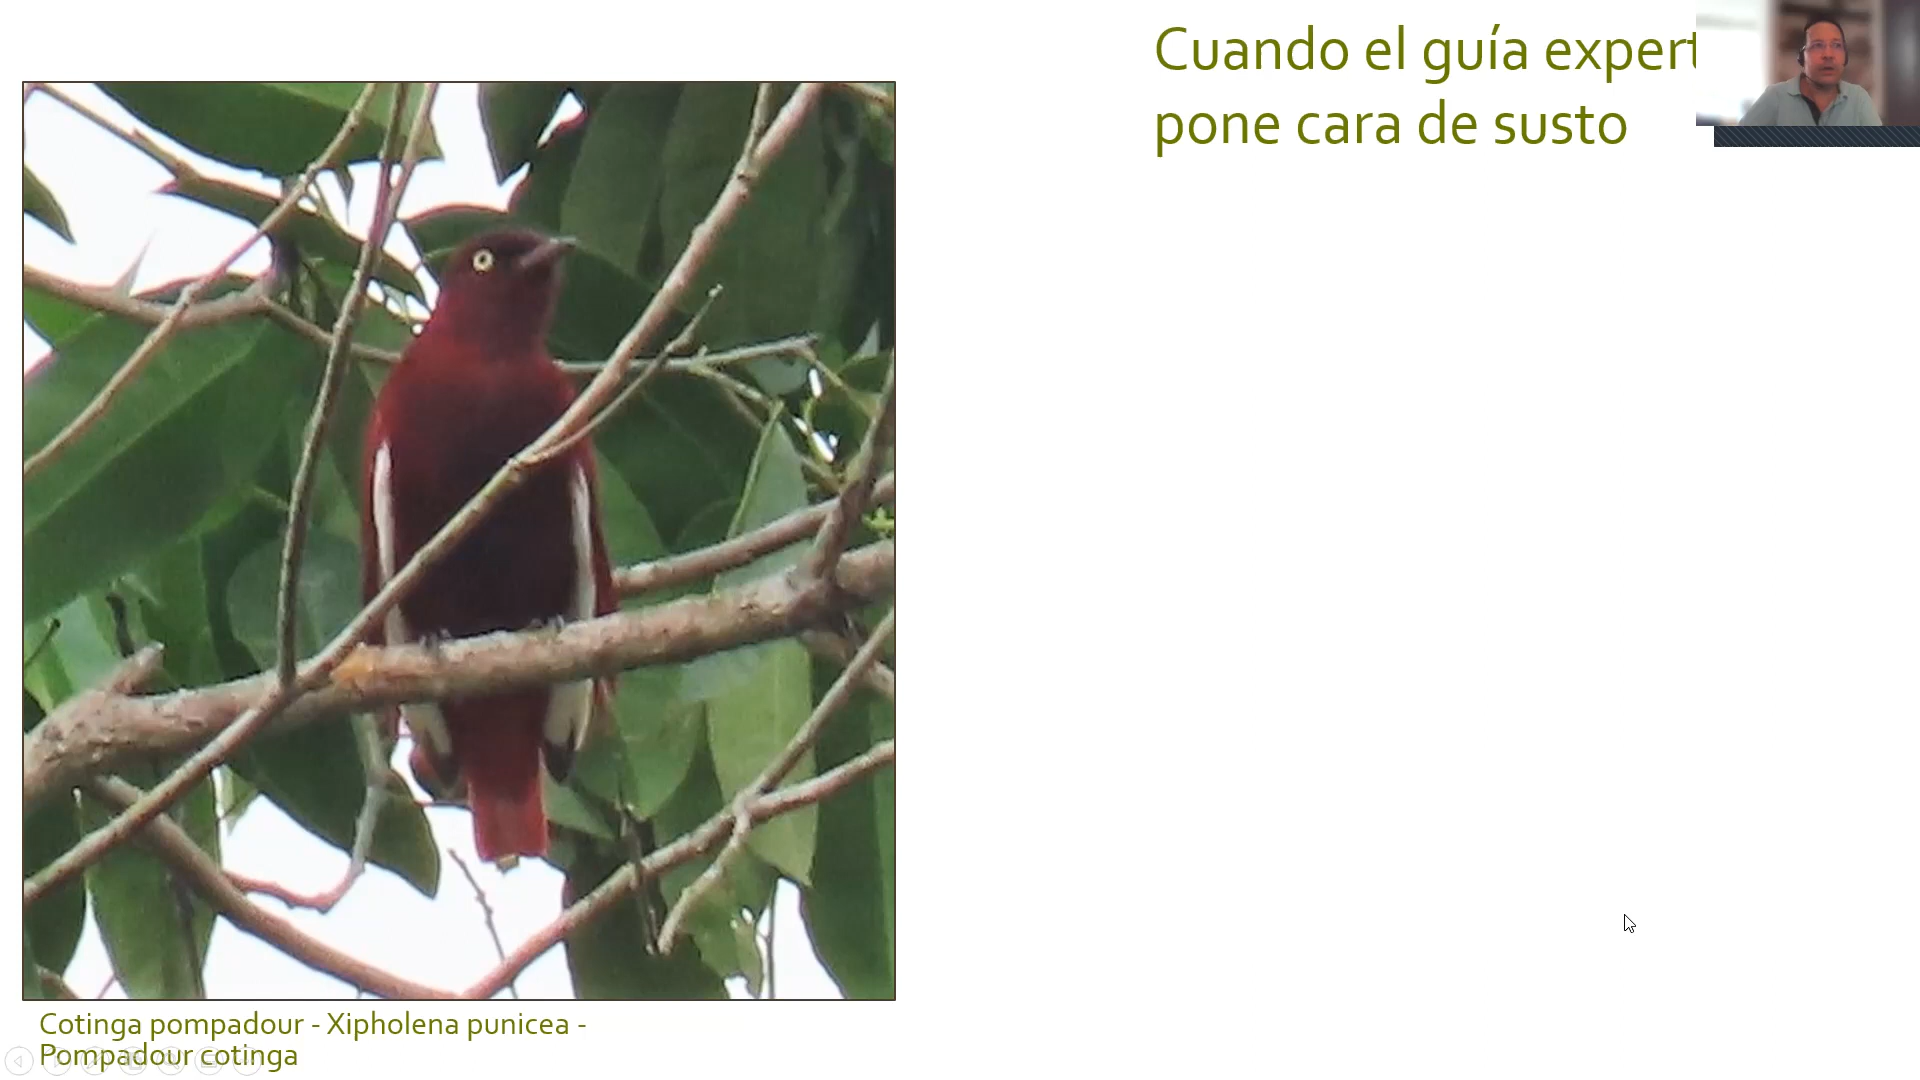 Cuando el guía expert
pone cara de susto
Cotinga pompadour - Xipholena punicea -
Pompadour cotinga